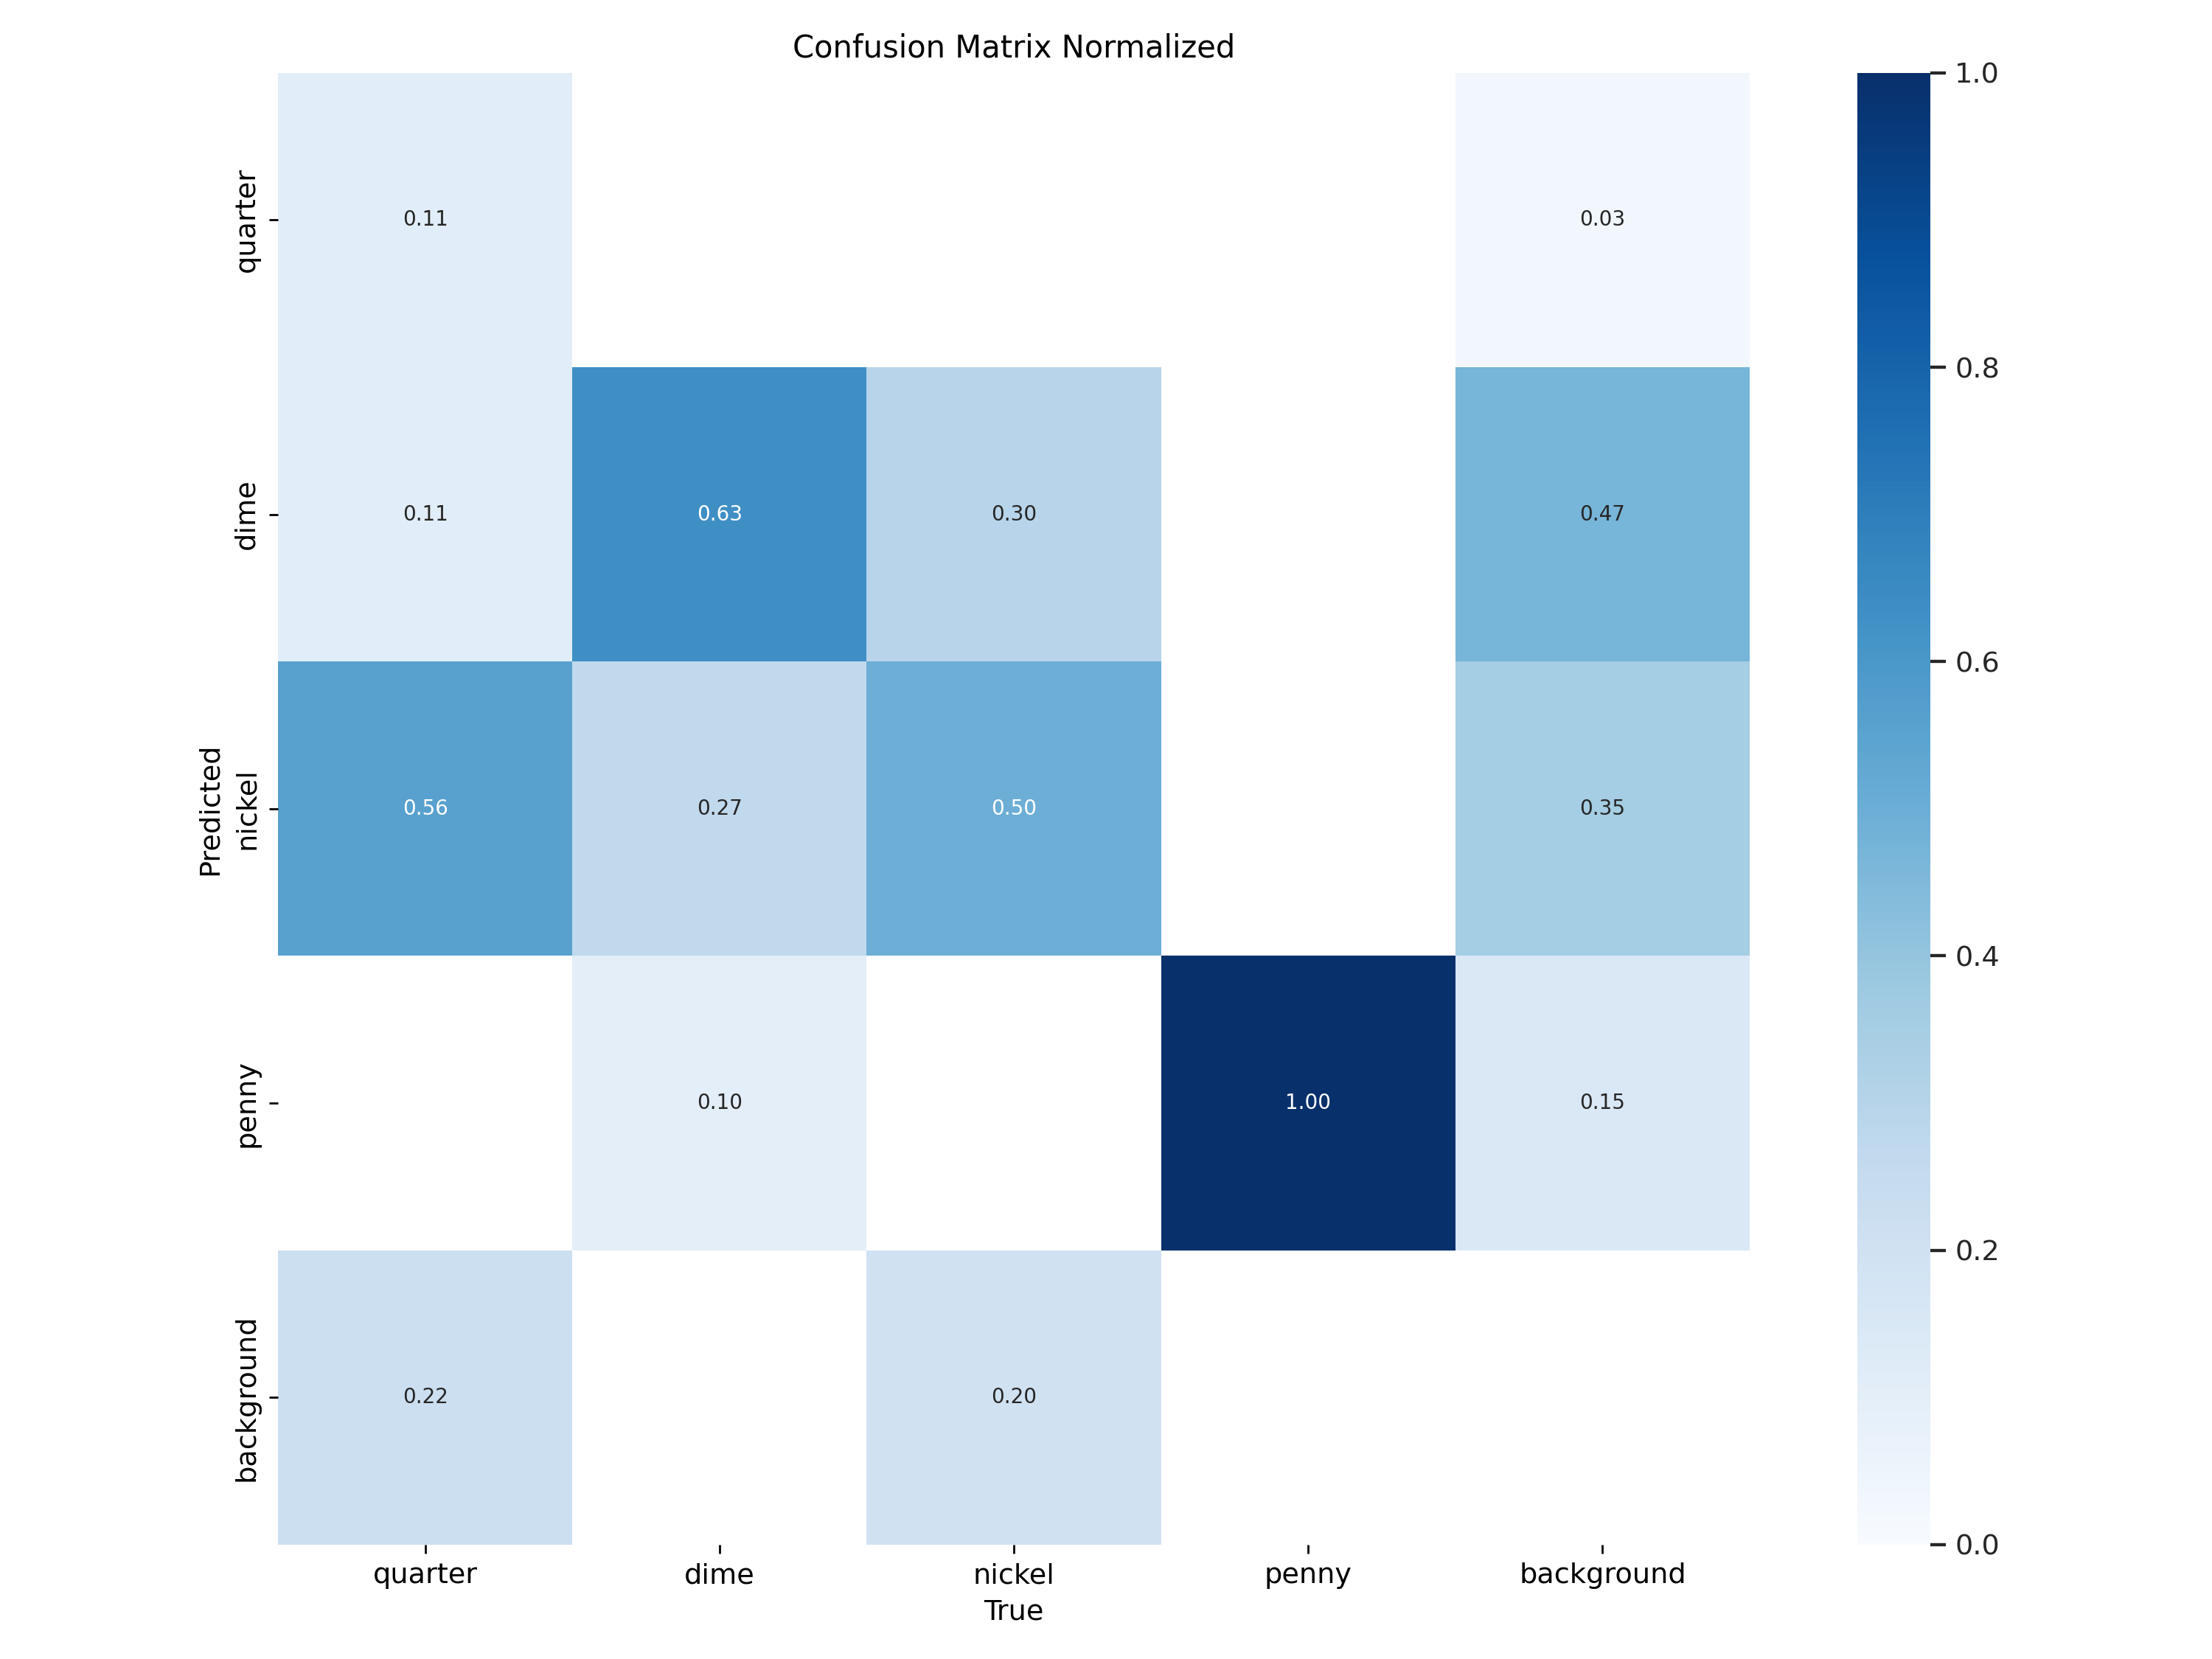 Confusion Matrix Normalized
1.0
quarter
0.11
0.03
0.8
dime
0.11
0.63
0.30
0.47
0.6
Predicted
nickel
0.56
0.27
0.50
0.35
0.4
penny
0.10
1.00
0.15
0.2
background
0.22
0.20
0.0
quarter
dime
nickel
penny
background
True